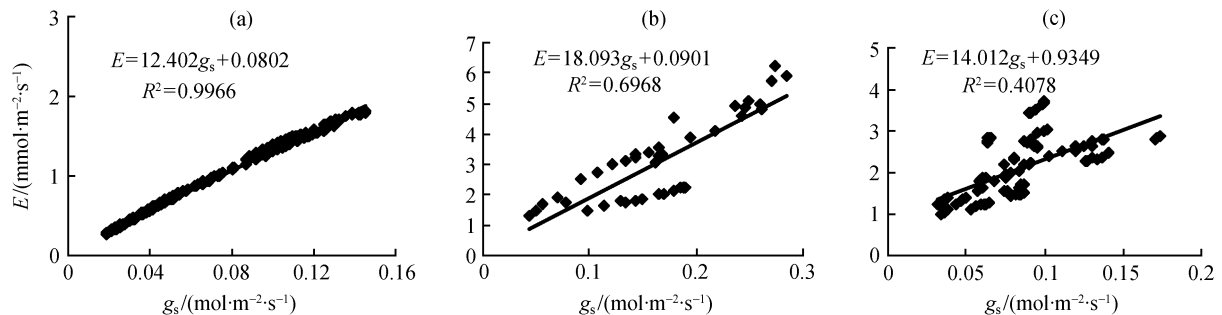 (a)
E=12.402gₛ+0.0802
R²=0.9966
3
2
1
0
0
0.04
0.08
0.12
0.16
E/(mmol·m⁻²·s⁻¹)
gₛ/(mol·m⁻²·s⁻¹)
(b)
E=18.093gₛ+0.0901
R²=0.6968
7
6
5
4
3
2
1
0
0
0.1
0.2
0.3
gₛ/(mol·m⁻²·s⁻¹)
(c)
E=14.012gₛ+0.9349
R²=0.4078
5
4
3
2
1
0
0
0.05
0.1
0.15
0.2
gₛ/(mol·m⁻²·s⁻¹)